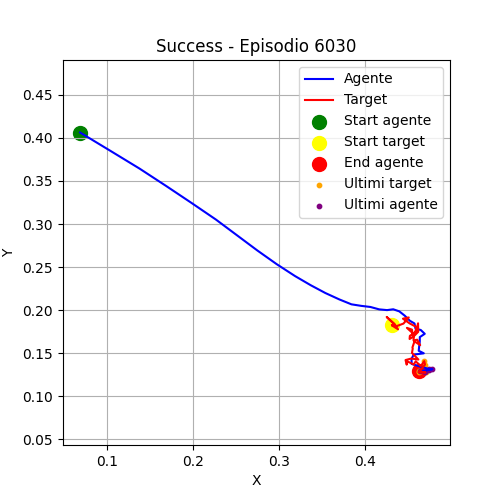 Success - Episodio 6030
Agente
Target
Start agente
Start target
End agente
Ultimi target
Ultimi agente
0.45
0.40
0.35
0.30
0.25
0.20
0.15
0.10
0.05
Y
0.1
0.2
0.3
0.4
X